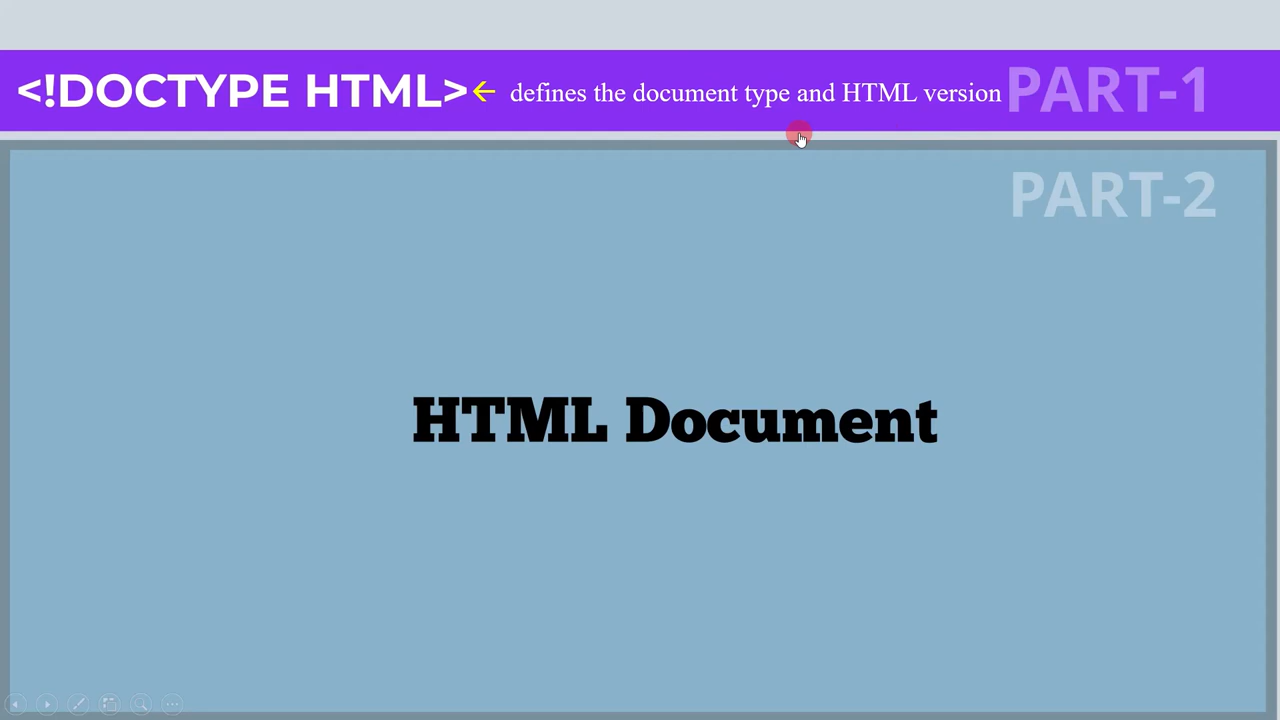 <!DOCTYPE HTML> ← defines the document type and HTML version PART-1
PART-2
HTML Document